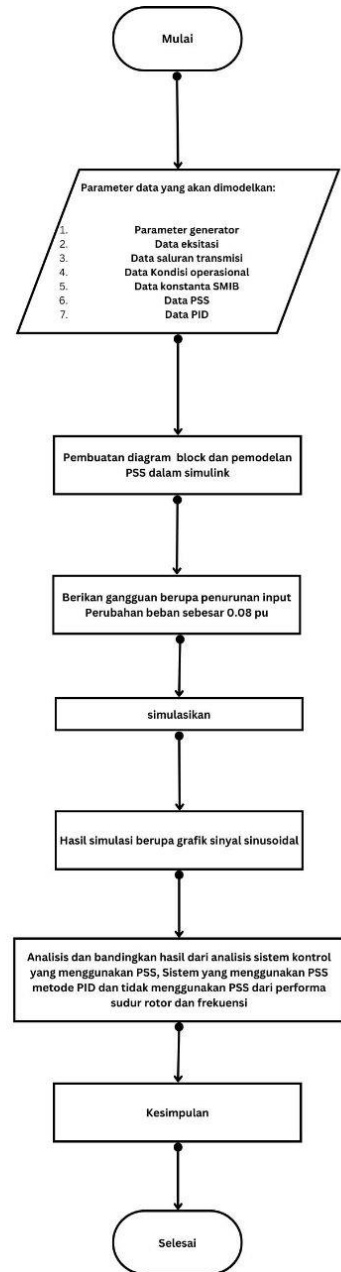 Mulai
Parameter data yang akan dimodelkan:
1. Parameter generator
2. Data eksitasi
3. Data saluran transmisi
4. Data Kondisi operasional
5. Data konstanta SMIB
6. Data PSS
7. Data PID
Pembuatan diagram block dan pemodelan
PSS dalam simulink
Berikan gangguan berupa penurunan input
Perubahan beban sebesar 0.08 pu
simulasikan
Hasil simulasi berupa grafik sinyal sinusoidal
Analisis dan bandingkan hasil dari analisis sistem kontrol
yang menggunakan PSS, Sistem yang menggunakan PSS
metode PID dan tidak menggunakan PSS dari performa
sudur rotor dan frekuensi
Kesimpulan
Selesai